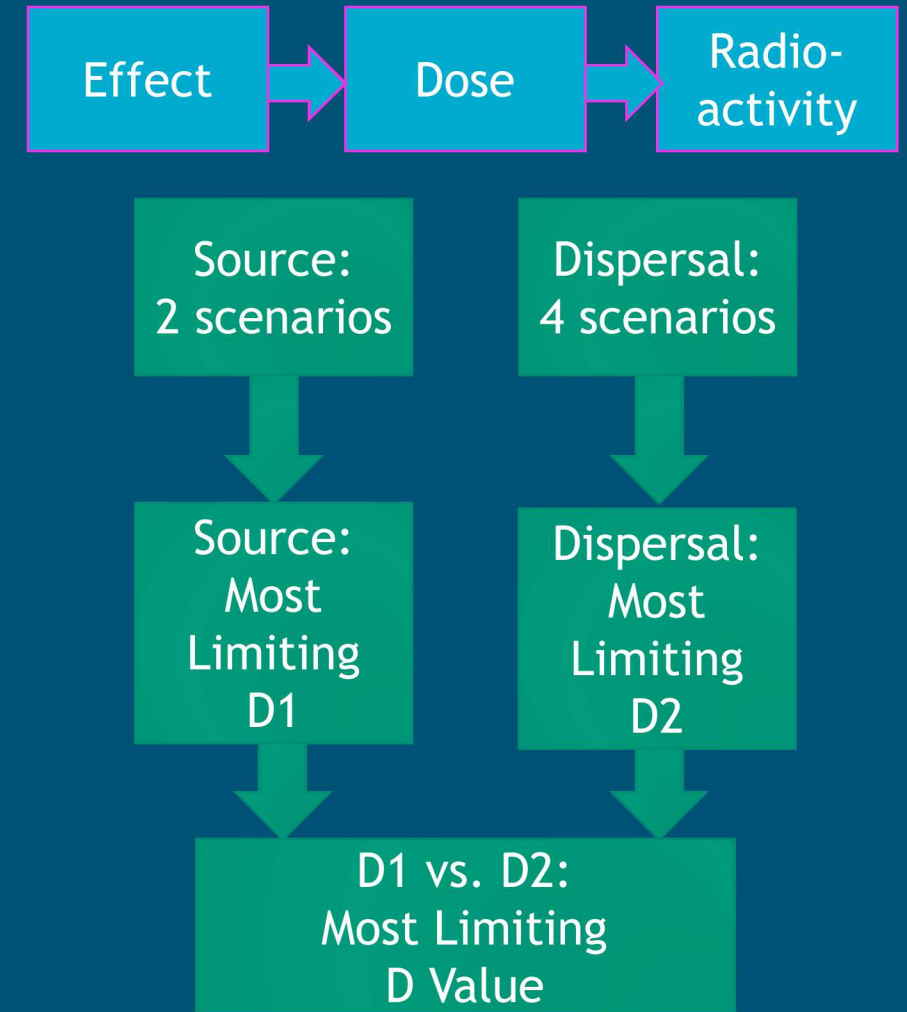 Effect
Dose
Radio-
activity
Source:
2 scenarios
Dispersal:
4 scenarios
Source:
Most
Limiting
D1
Dispersal:
Most
Limiting
D2
D1 vs. D2:
Most Limiting
D Value